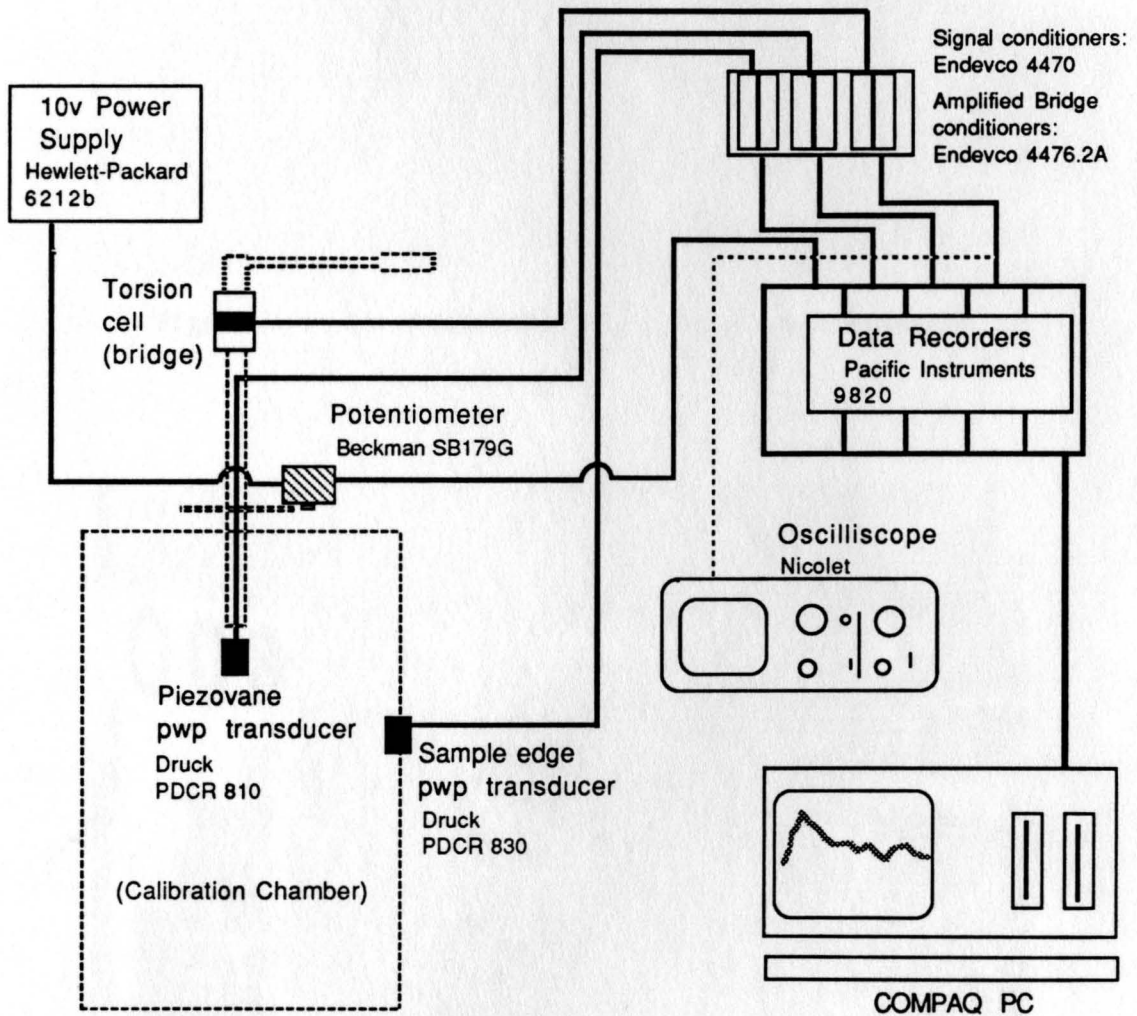 Signal conditioners:
Endevco 4470
Amplified Bridge
conditioners:
Endevco 4476.2A
10v Power
Supply
Hewlett-Packard
6212b
Torsion
cell
(bridge)
Data Recorders
Pacific Instruments
9820
Potentiometer
Beckman SB179G
Oscilliscope
Nicolet
Piezovane
pwp transducer
Druck
PDCR 810
Sample edge
pwp transducer
Druck
PDCR 830
(Calibration Chamber)
COMPAQ PC